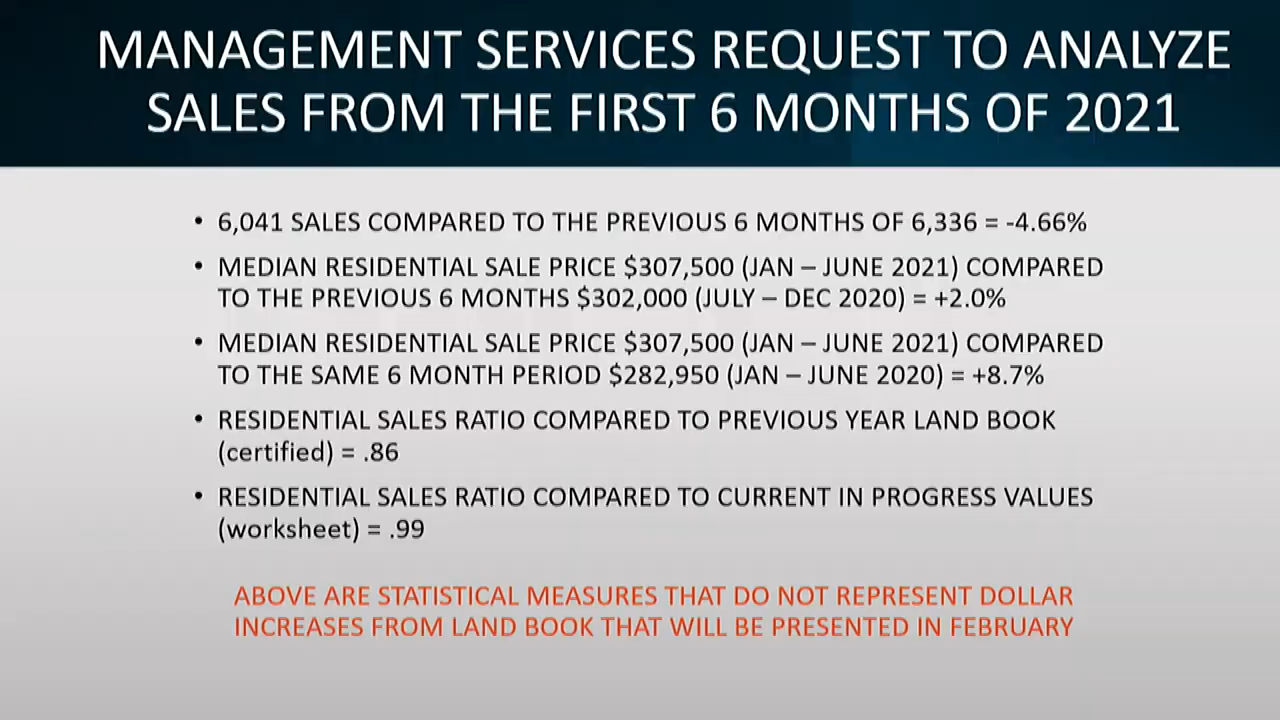 MANAGEMENT SERVICES REQUEST TO ANALYZE
SALES FROM THE FIRST 6 MONTHS OF 2021
• 6,041 SALES COMPARED TO THE PREVIOUS 6 MONTHS OF 6,336 = -4.66%
• MEDIAN RESIDENTIAL SALE PRICE $307,500 (JAN – JUNE 2021) COMPARED
TO THE PREVIOUS 6 MONTHS $302,000 (JULY – DEC 2020) = +2.0%
• MEDIAN RESIDENTIAL SALE PRICE $307,500 (JAN – JUNE 2021) COMPARED
TO THE SAME 6 MONTH PERIOD $282,950 (JAN – JUNE 2020) = +8.7%
• RESIDENTIAL SALES RATIO COMPARED TO PREVIOUS YEAR LAND BOOK
(certified) = .86
• RESIDENTIAL SALES RATIO COMPARED TO CURRENT IN PROGRESS VALUES
(worksheet) = .99
ABOVE ARE STATISTICAL MEASURES THAT DO NOT REPRESENT DOLLAR
INCREASES FROM LAND BOOK THAT WILL BE PRESENTED IN FEBRUARY